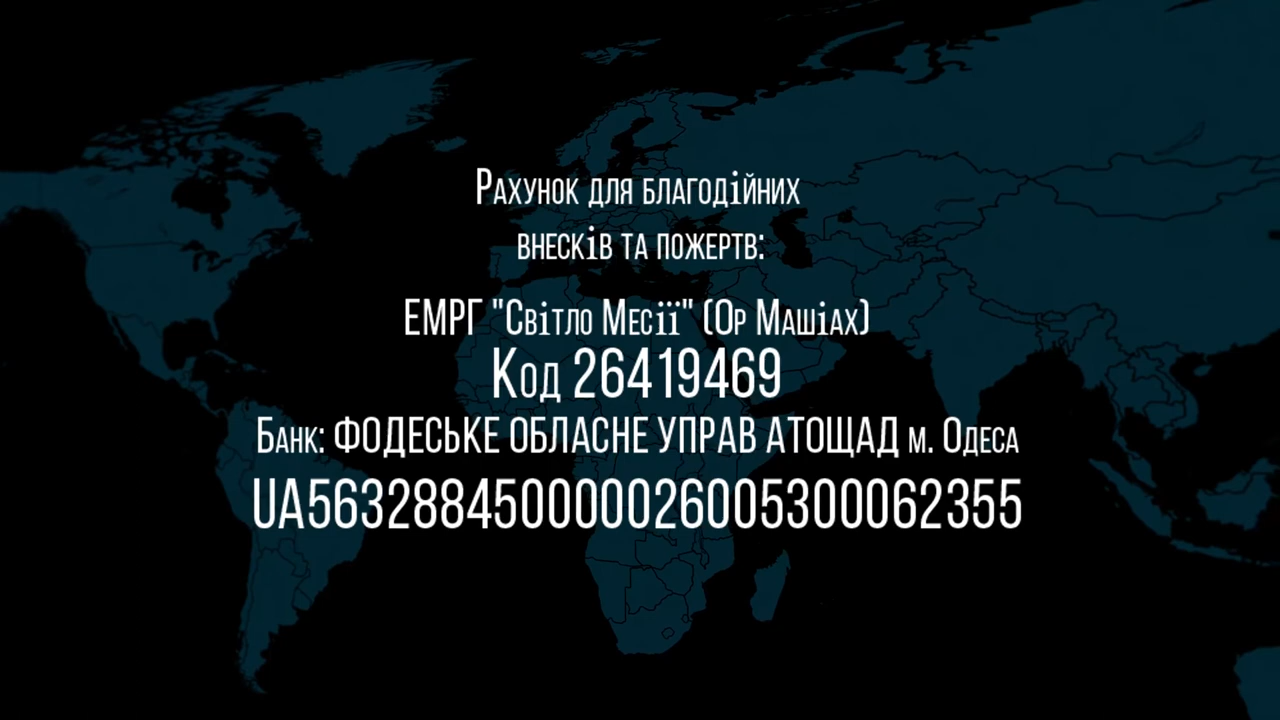 Рахунок для благодійних
внесків та пожертв:
ЕМРГ "Світло Месії" (Ор Машіах)
Код 26419469
Банк: ФОДЕСЬКЕ ОБЛАСНЕ УПРАВ АТОЩАД м. Одеса
UA563288450000026005300062355